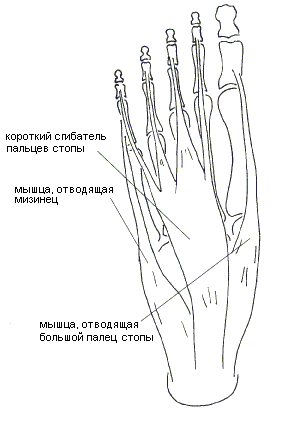 короткий сгибатель
пальцев стопы
мышца, отводящая
мизинец
мышца, отводящая
большой палец стопы